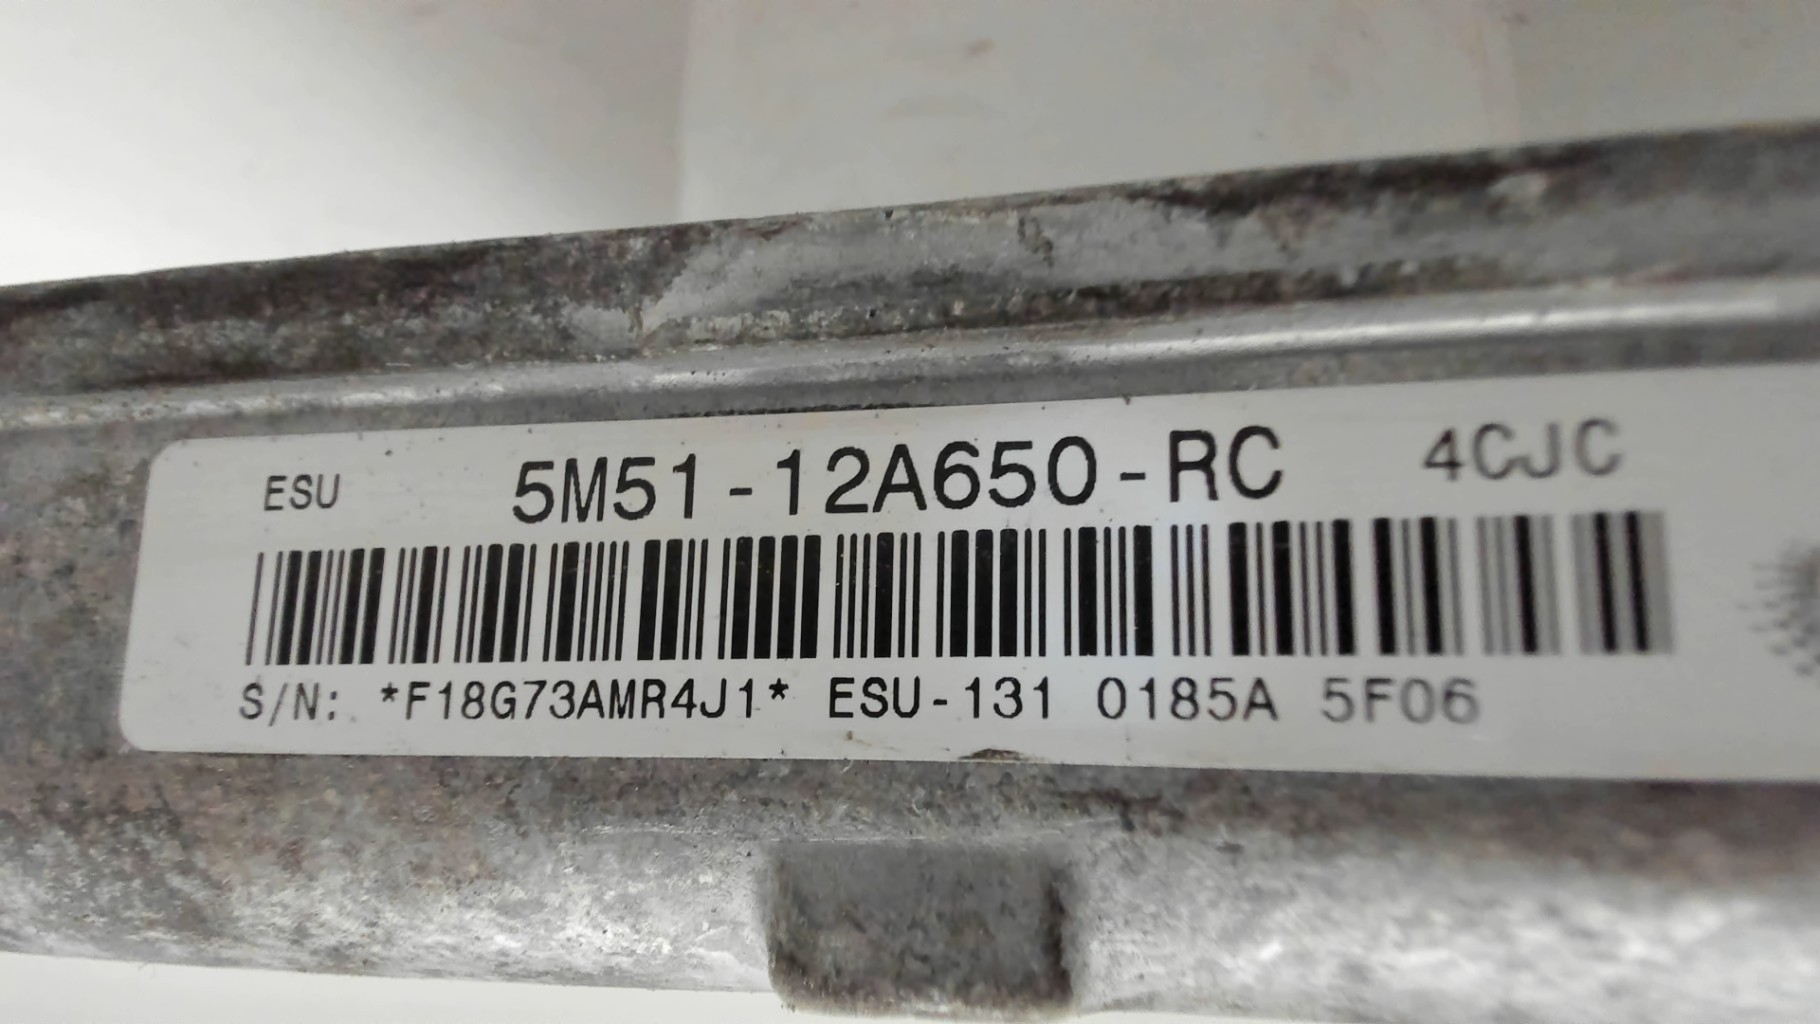 ESU 5M51-12A650-RC 4CJC
S/N: *F18G73AMR4J1* ESU-131 0185A 5F06